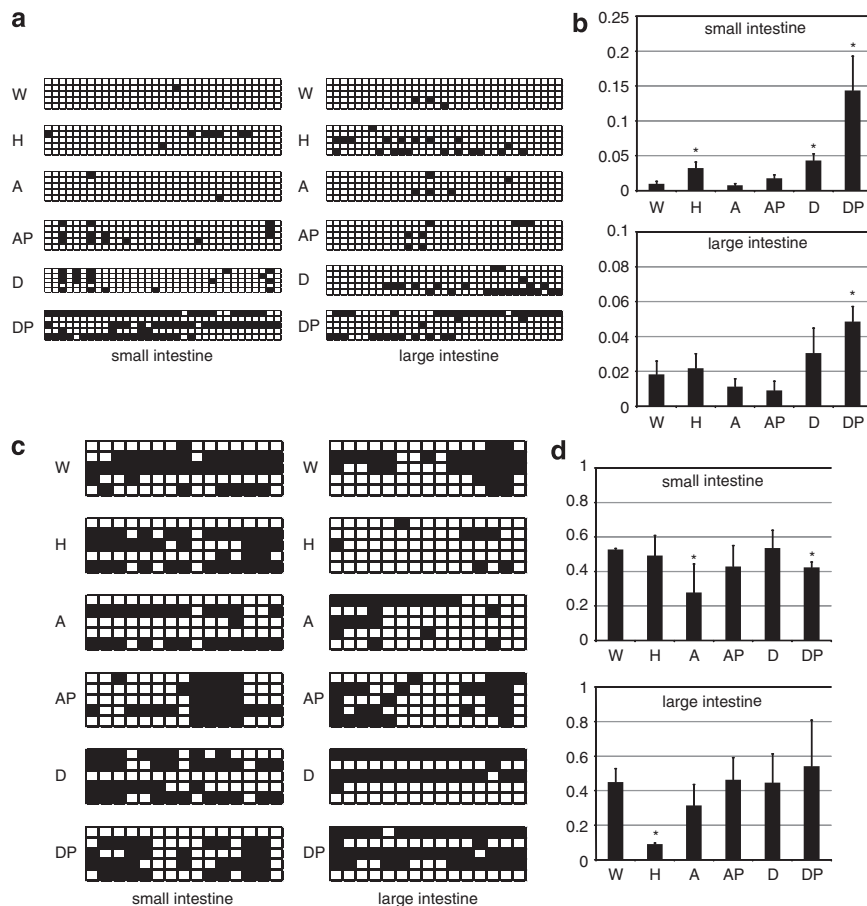 a
W
H
A
AP
D
DP
small intestine
W
H
A
AP
D
DP
large intestine
b
0.25
0.2
0.15
0.1
0.05
0
small intestine
*
*
*
W H A AP D DP
0.1
0.08
0.06
0.04
0.02
0
large intestine
*
W H A AP D DP
c
W
H
A
AP
D
DP
small intestine
W
H
A
AP
D
DP
large intestine
d
1
0.8
0.6
0.4
0.2
0
small intestine
*
*
W H A AP D DP
1
0.8
0.6
0.4
0.2
0
large intestine
*
W H A AP D DP